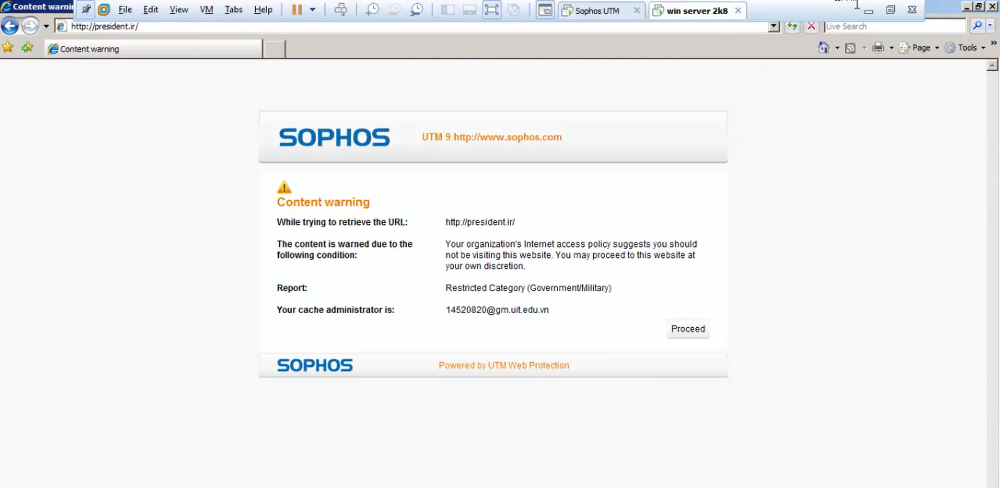 Content warnin
File Edit View VM Tabs Help
Sophos UTM
win server 2k8
http://president.ir/
Live Search
Content warning
Page
Tools
SOPHOS
UTM 9 http://www.sophos.com
Content warning
While trying to retrieve the URL: http://president.ir/
The content is warned due to the following condition:
Your organization's Internet access policy suggests you should
not be visiting this website. You may proceed to this website at
your own discretion.
Report: Restricted Category (Government/Military)
Your cache administrator is: 14520820@gm.uit.edu.vn
Proceed
SOPHOS
Powered by UTM Web Protection